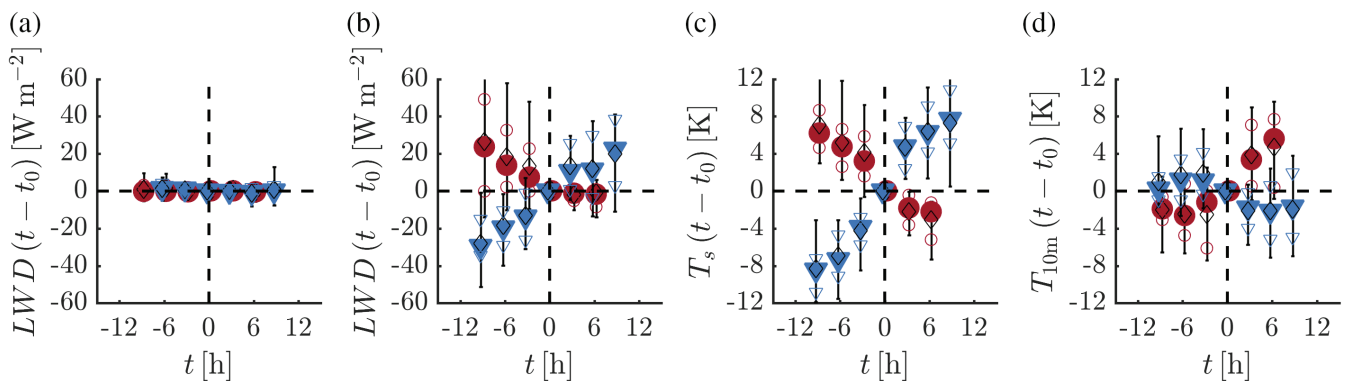 (a)
LWD (t − t₀) [W m⁻²]
60
40
20
0
-20
-40
-60
-12 -6 0 6 12
t [h]
(b)
LWD (t − t₀) [W m⁻²]
60
40
20
0
-20
-40
-60
-12 -6 0 6 12
t [h]
(c)
Tₛ (t − t₀) [K]
12
8
4
0
-4
-8
-12
-12 -6 0 6 12
t [h]
(d)
T₁₀ₘ (t − t₀) [K]
12
8
4
0
-4
-8
-12
-12 -6 0 6 12
t [h]